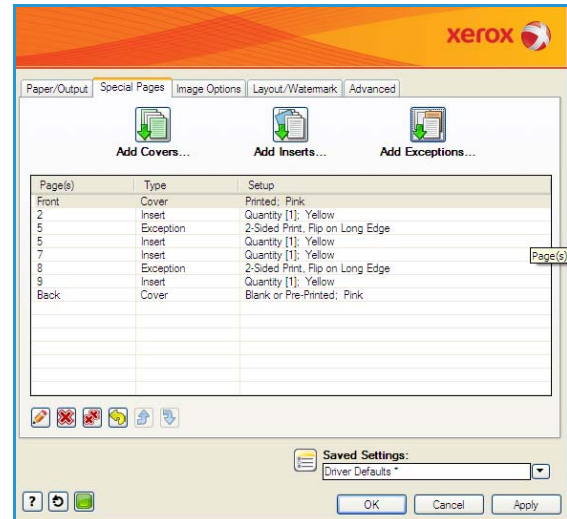 xerox
Paper/Output Special Pages Image Options Layout/Watermark Advanced
Add Covers... Add Inserts... Add Exceptions...
Page(s) Type Setup
Front Cover Printed; Pink
2 Insert Quantity [1]; Yellow
5 Exception 2-Sided Print, Flip on Long Edge
5 Insert Quantity [1]; Yellow
7 Insert Quantity [1]; Yellow
Page(s)
8 Exception 2-Sided Print, Flip on Long Edge
9 Insert Quantity [1]; Yellow
Back Cover Blank or Pre-Printed; Pink
Saved Settings:
Driver Defaults *
? OK Cancel Apply